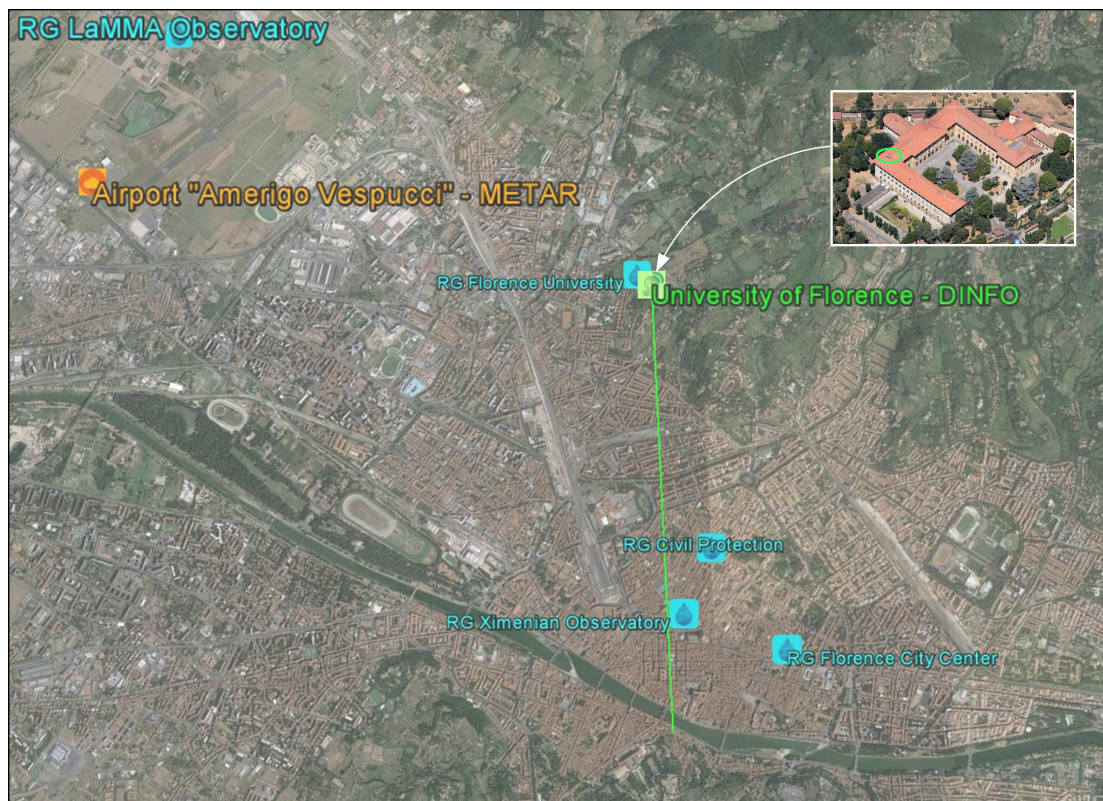 RG LaMMA Observatory
Airport "Amerigo Vespucci" - METAR
RG Florence University
University of Florence - DINFO
RG Civil Protection
RG Ximenian Observatory
RG Florence City Center